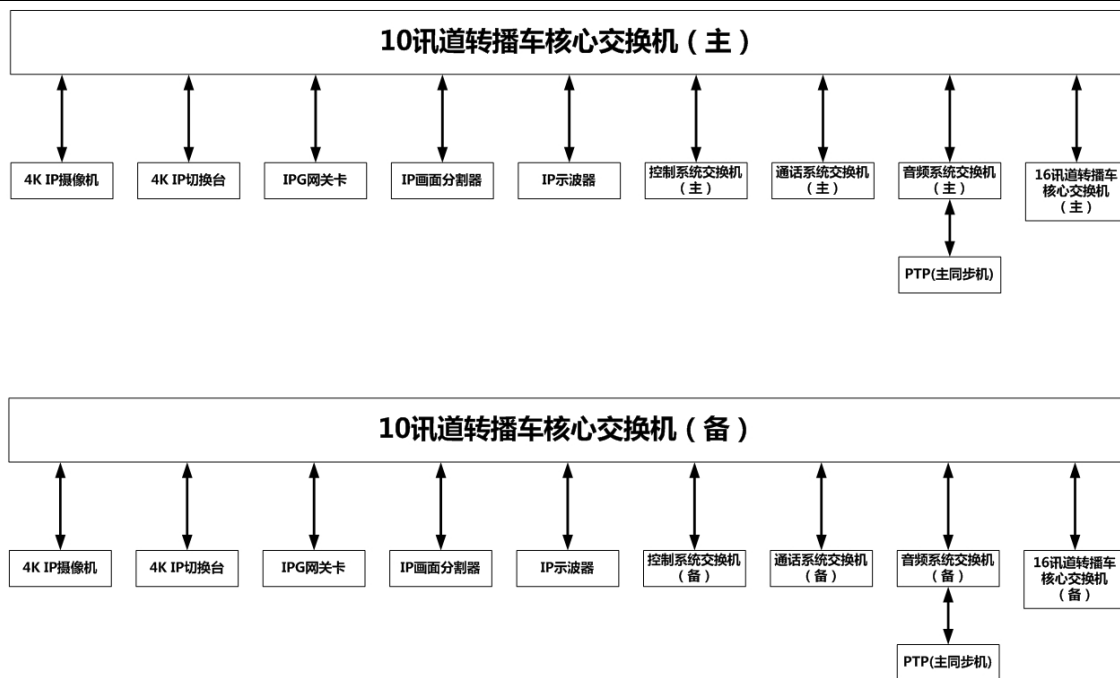 10讯道转播车核心交换机（主）
4K IP摄像机
4K IP切换台
IPG网关卡
IP画面分割器
IP示波器
控制系统交换机
（主）
通话系统交换机
（主）
音频系统交换机
（主）
16讯道转播车
核心交换机
（主）
PTP(主同步机)
10讯道转播车核心交换机（备）
4K IP摄像机
4K IP切换台
IPG网关卡
IP画面分割器
IP示波器
控制系统交换机
（备）
通话系统交换机
（备）
音频系统交换机
（备）
16讯道转播车
核心交换机
（备）
PTP(主同步机)